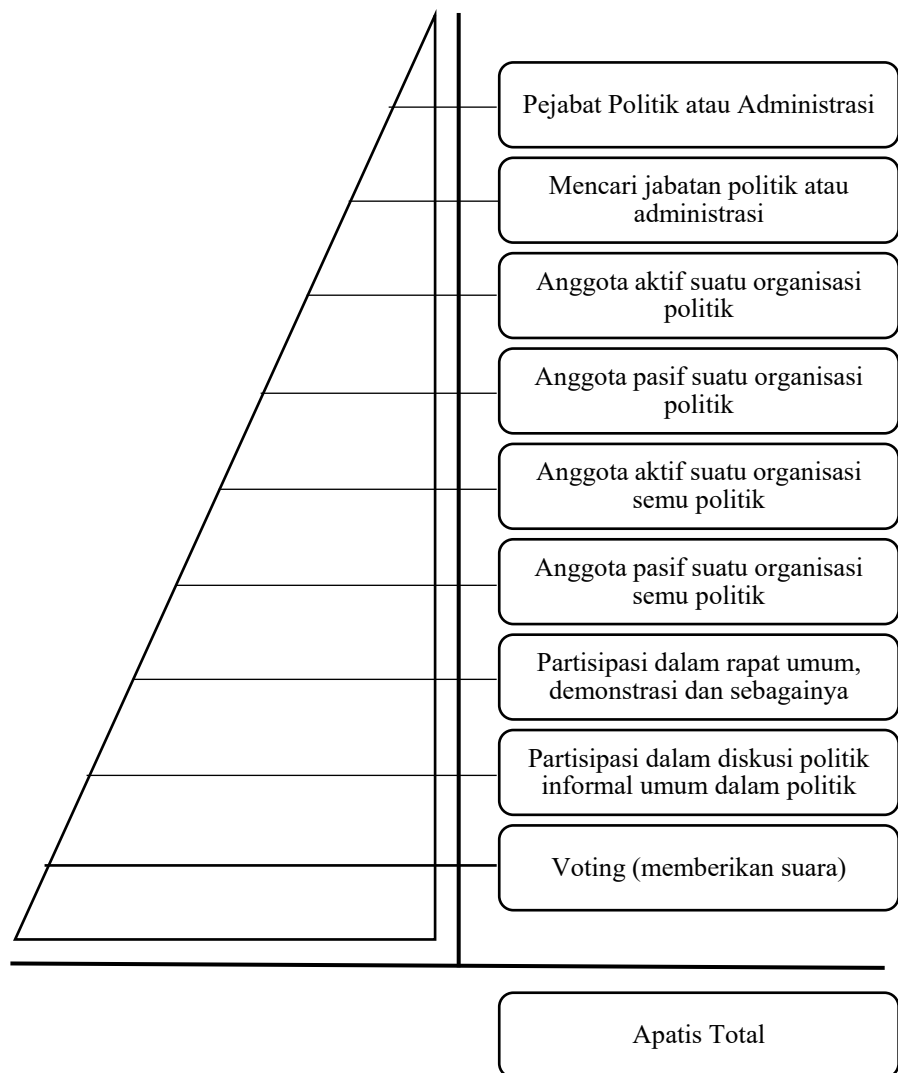 Pejabat Politik atau Administrasi
Mencari jabatan politik atau
administrasi
Anggota aktif suatu organisasi
politik
Anggota pasif suatu organisasi
politik
Anggota aktif suatu organisasi
semu politik
Anggota pasif suatu organisasi
semu politik
Partisipasi dalam rapat umum,
demonstrasi dan sebagainya
Partisipasi dalam diskusi politik
informal umum dalam politik
Voting (memberikan suara)
Apatis Total